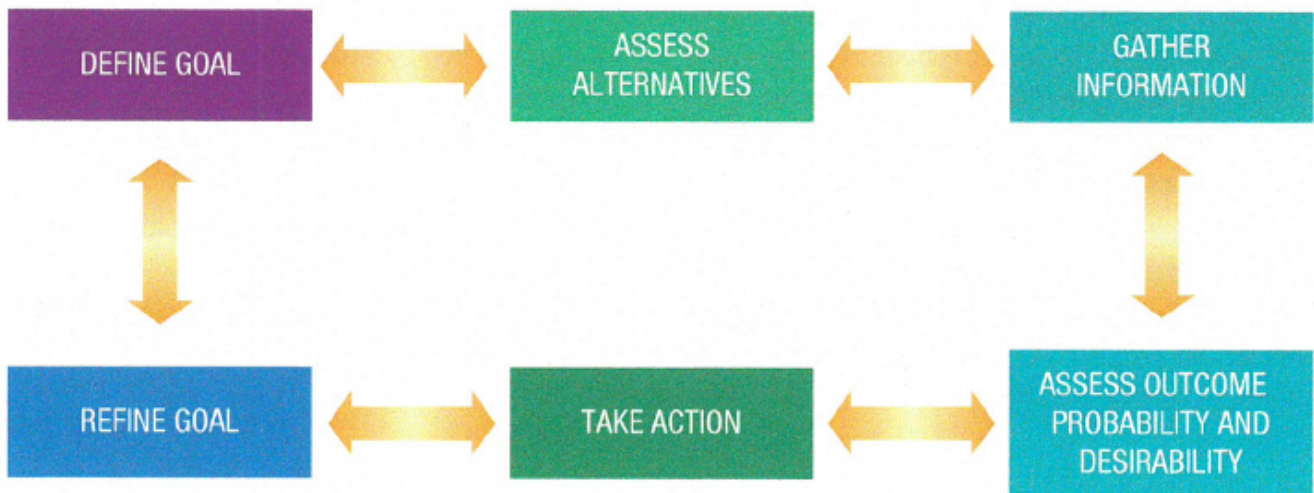 DEFINE GOAL
ASSESS
ALTERNATIVES
GATHER
INFORMATION
REFINE GOAL
TAKE ACTION
ASSESS OUTCOME
PROBABILITY AND
DESIRABILITY